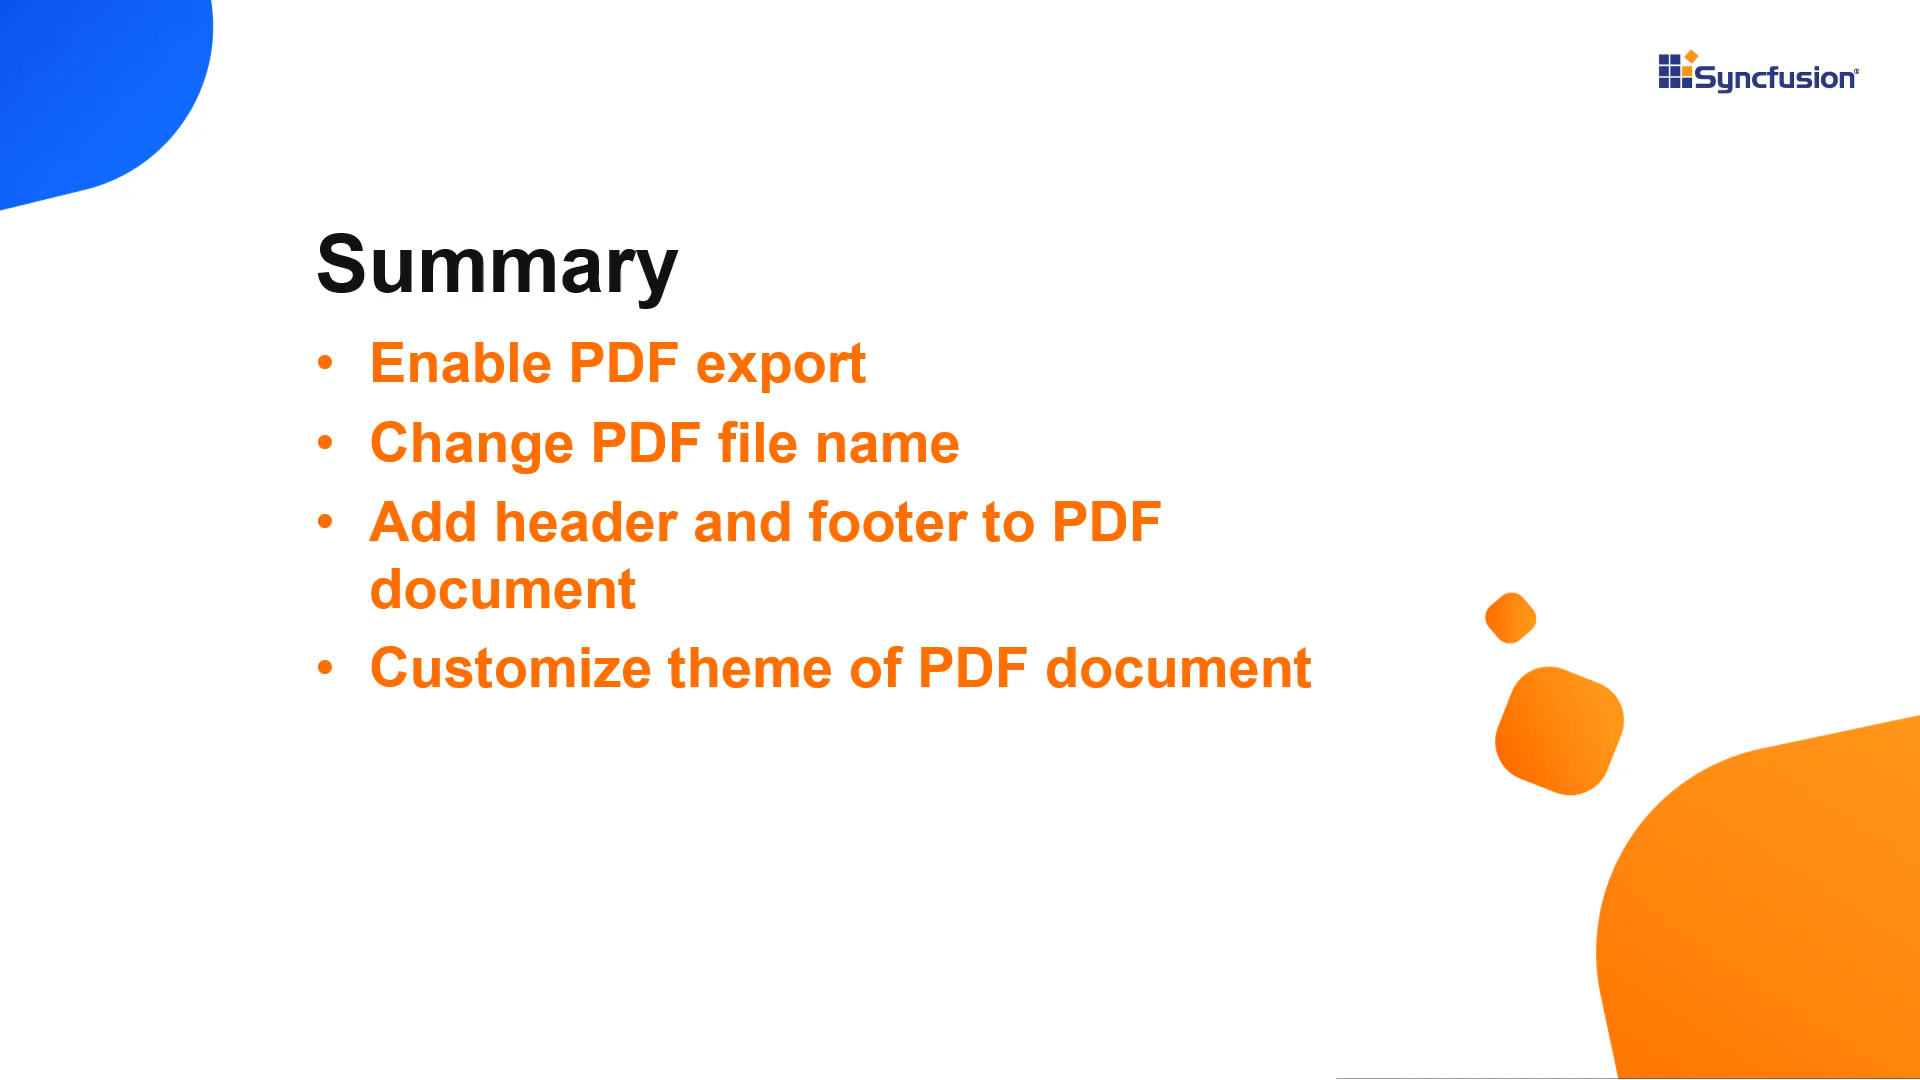 Syncfusion®
Summary
• Enable PDF export
• Change PDF file name
• Add header and footer to PDF
document
• Customize theme of PDF document